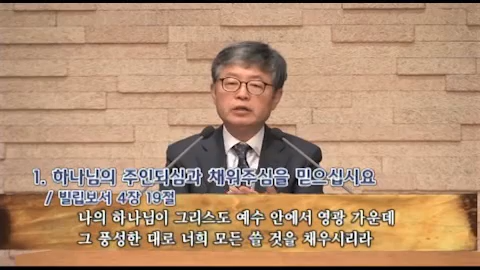 1. 하나님의 주인되심과 채워주심을 믿으십시요
/ 빌립보서 4장 19절
나의 하나님이 그리스도 예수 안에서 영광 가운데
그 풍성한 대로 너희 모든 쓸 것을 채우시리라